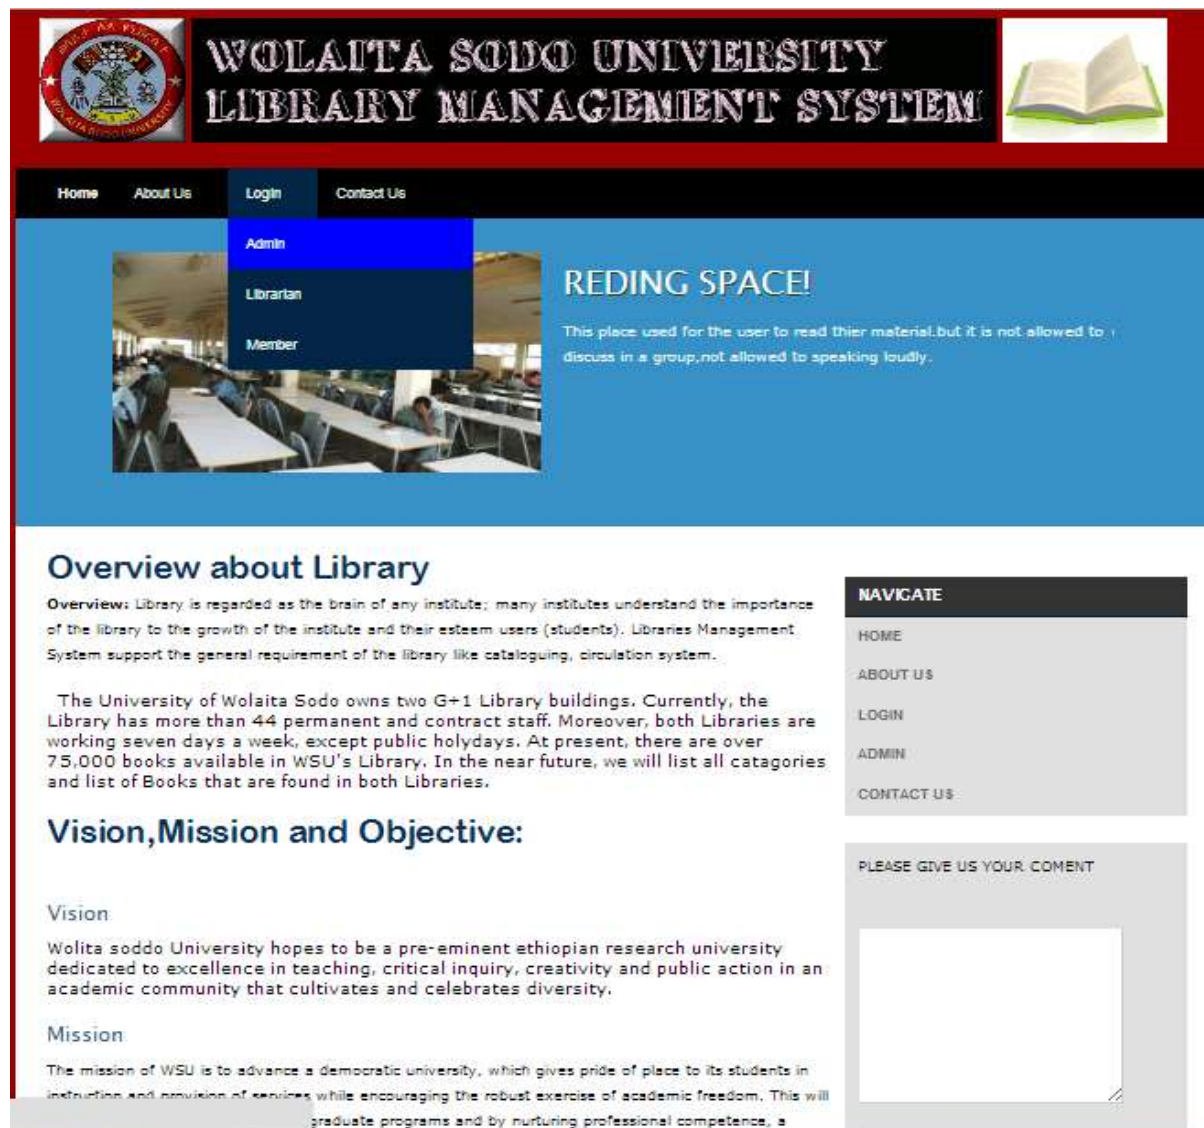 WOLAITA SODO UNIVERSITY
LIBRARY MANAGEMENT SYSTEM
Home About Us Login Contact Us
Admin
Librarian
Member
REDING SPACE!
This place used for the user to read thier material.but it is not allowed to
discuss in a group,not allowed to speaking loudly.
Overview about Library
Overview: Library is regarded as the brain of any institute; many institutes understand the importance
of the library to the growth of the institute and their esteem users (students). Libraries Management
System support the general requirement of the library like cataloguing, circulation system.
The University of Wolaita Sodo owns two G+1 Library buildings. Currently, the
Library has more than 44 permanent and contract staff. Moreover, both Libraries are
working seven days a week, except public holydays. At present, there are over
75,000 books available in WSU's Library. In the near future, we will list all catagories
and list of Books that are found in both Libraries.
Vision,Mission and Objective:
Vision
Wolita soddo University hopes to be a pre-eminent ethiopian research university
dedicated to excellence in teaching, critical inquiry, creativity and public action in an
academic community that cultivates and celebrates diversity.
Mission
The mission of WSU is to advance a democratic university, which gives pride of place to its students in
instruction and provision of services while encouraging the robust exercise of academic freedom. This will
graduate programs and by nurturing professional competence, a
NAVIGATE
HOME
ABOUT US
LOGIN
ADMIN
CONTACT US
PLEASE GIVE US YOUR COMENT